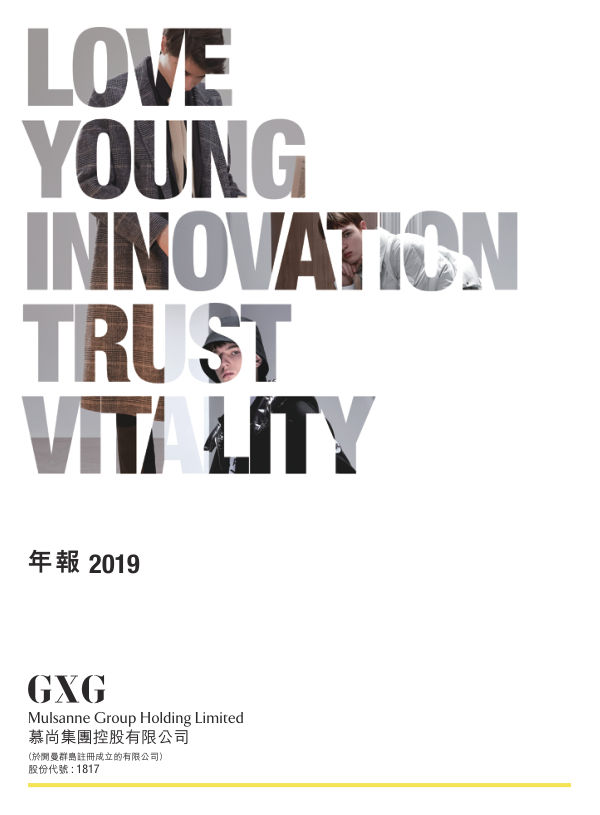 LOVE
YOUNG
INNOVATION
TRUST
VITALITY
年報 2019
GXG
Mulsanne Group Holding Limited
慕尚集團控股有限公司
(於開曼群島註冊成立的有限公司)
股份代號 : 1817